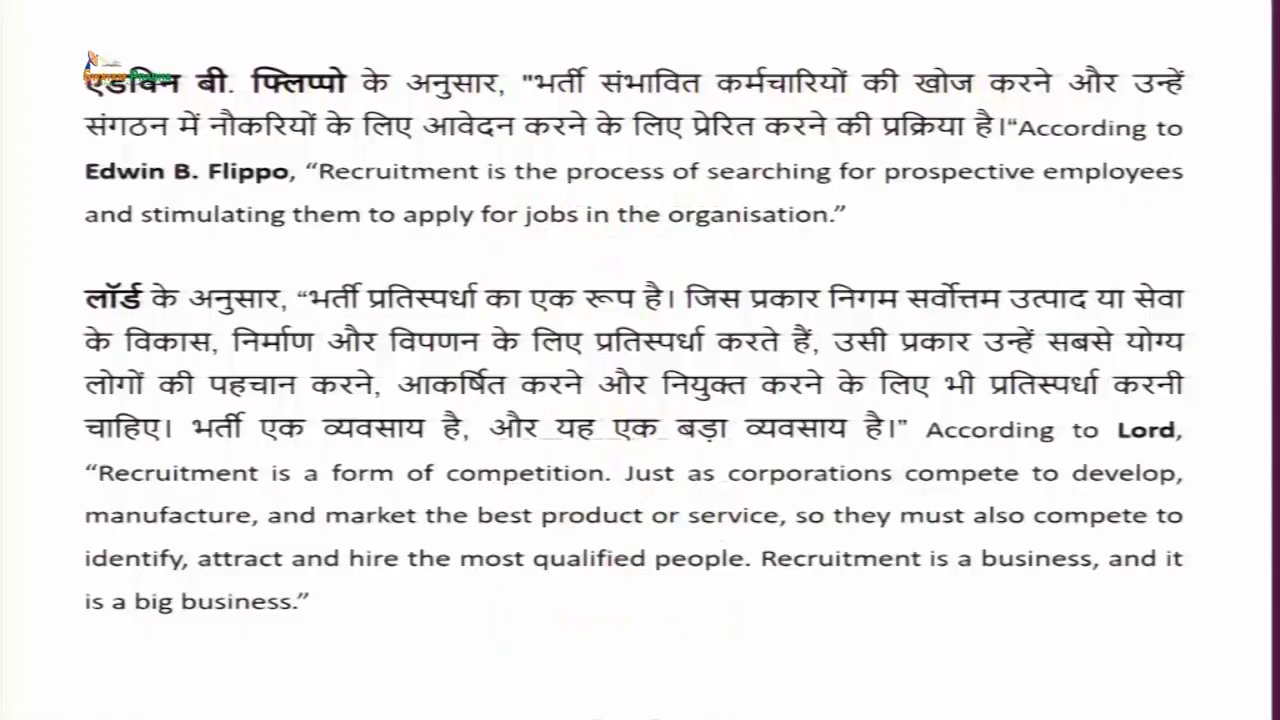 SWAYAM PRABHA
एडविन बी. फ्लिप्पो के अनुसार, "भर्ती संभावित कर्मचारियों की खोज करने और उन्हें
संगठन में नौकरियों के लिए आवेदन करने के लिए प्रेरित करने की प्रक्रिया है।“According to
Edwin B. Flippo, “Recruitment is the process of searching for prospective employees
and stimulating them to apply for jobs in the organisation.”
लॉर्ड के अनुसार, “भर्ती प्रतिस्पर्धा का एक रूप है। जिस प्रकार निगम सर्वोत्तम उत्पाद या सेवा
के विकास, निर्माण और विपणन के लिए प्रतिस्पर्धा करते हैं, उसी प्रकार उन्हें सबसे योग्य
लोगों की पहचान करने, आकर्षित करने और नियुक्त करने के लिए भी प्रतिस्पर्धा करनी
चाहिए। भर्ती एक व्यवसाय है, और यह एक बड़ा व्यवसाय है।” According to Lord,
“Recruitment is a form of competition. Just as corporations compete to develop,
manufacture, and market the best product or service, so they must also compete to
identify, attract and hire the most qualified people. Recruitment is a business, and it
is a big business.”